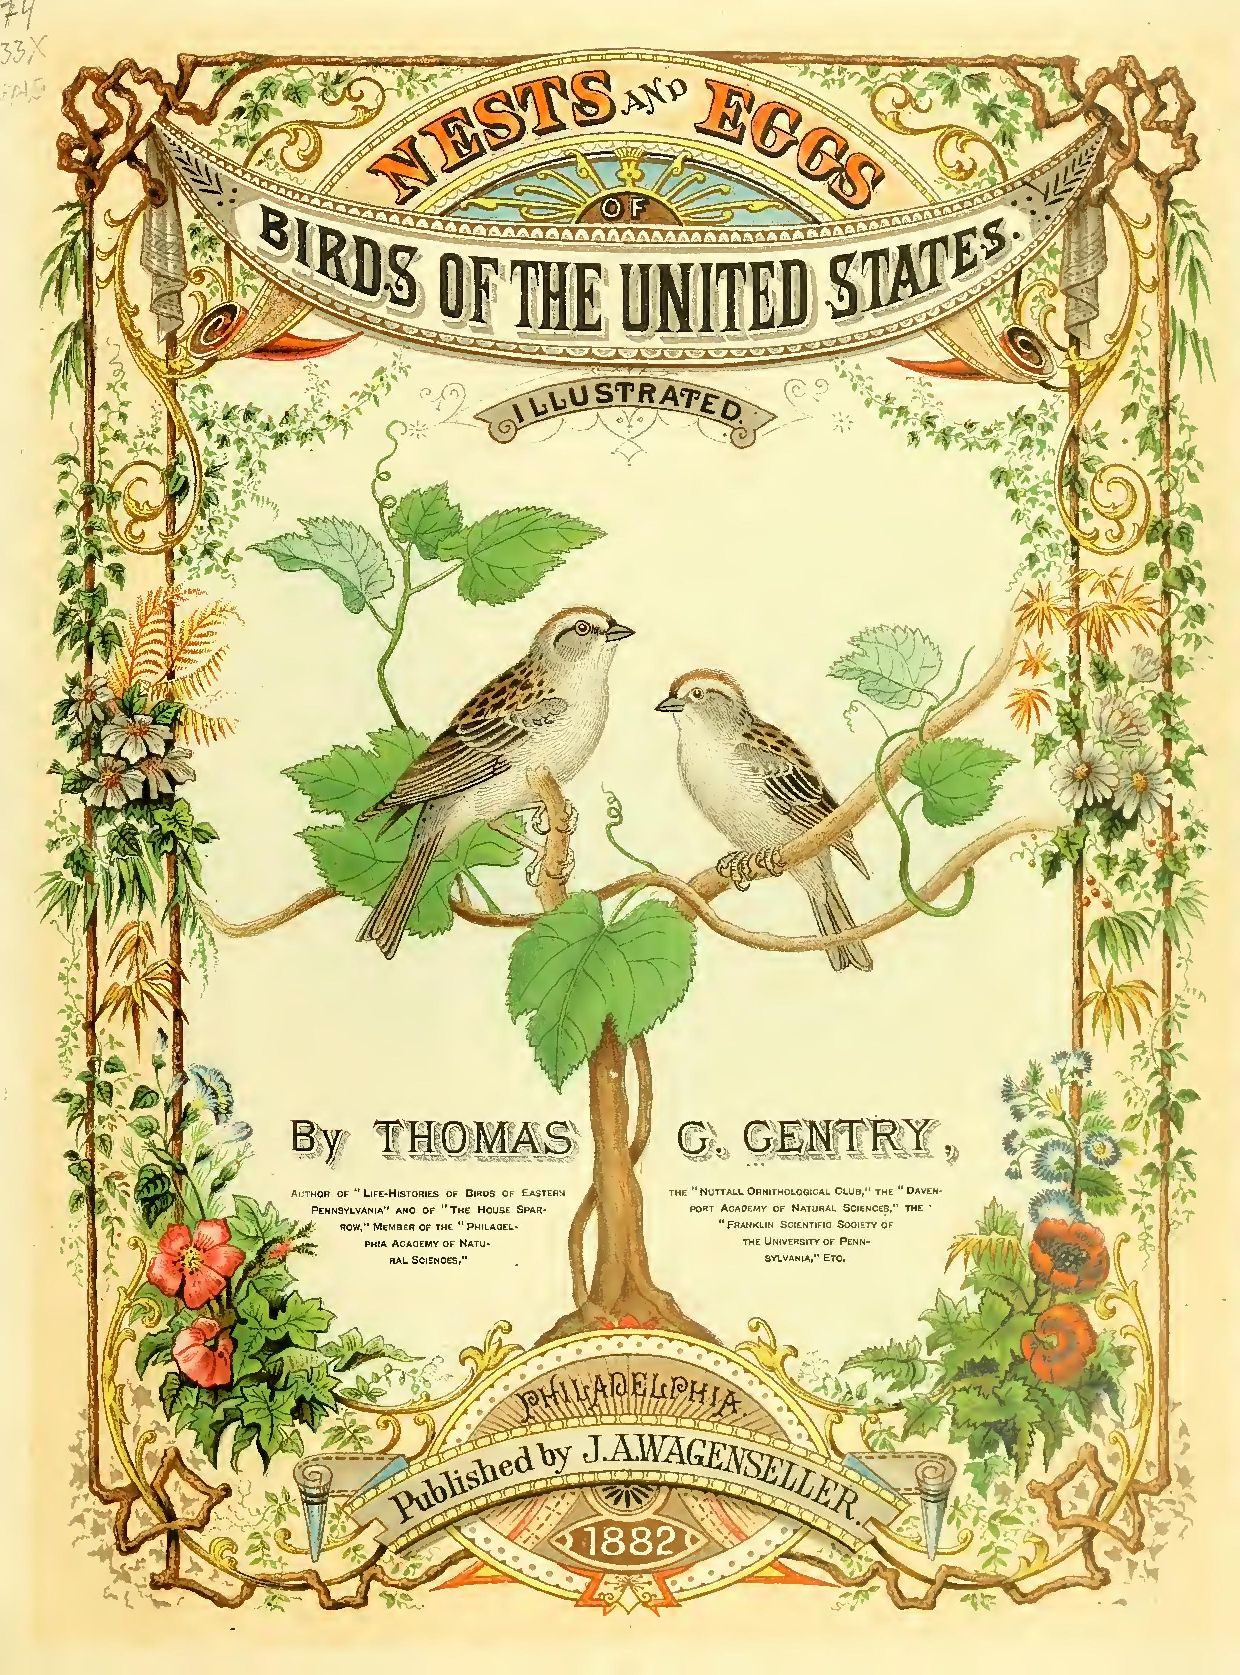 74
33X
NESTS AND EGGS
OF
BIRDS OF THE UNITED STATES.
ILLUSTRATED.
By THOMAS G. GENTRY,
AUTHOR OF "LIFE-HISTORIES OF BIRDS OF EASTERN
PENNSYLVANIA" AND OF "THE HOUSE SPAR-
ROW," MEMBER OF THE "PHILADEL-
PHIA ACADEMY OF NATU-
RAL SCIENCES,"
THE "NUTTALL ORNITHOLOGICAL CLUB," THE "DAVEN-
PORT ACADEMY OF NATURAL SCIENCES," THE
"FRANKLIN SCIENTIFIC SOCIETY OF
THE UNIVERSITY OF PENN-
SYLVANIA," ETC.
PHILADELPHIA.
Published by J.A.WAGENSELLER.
1882